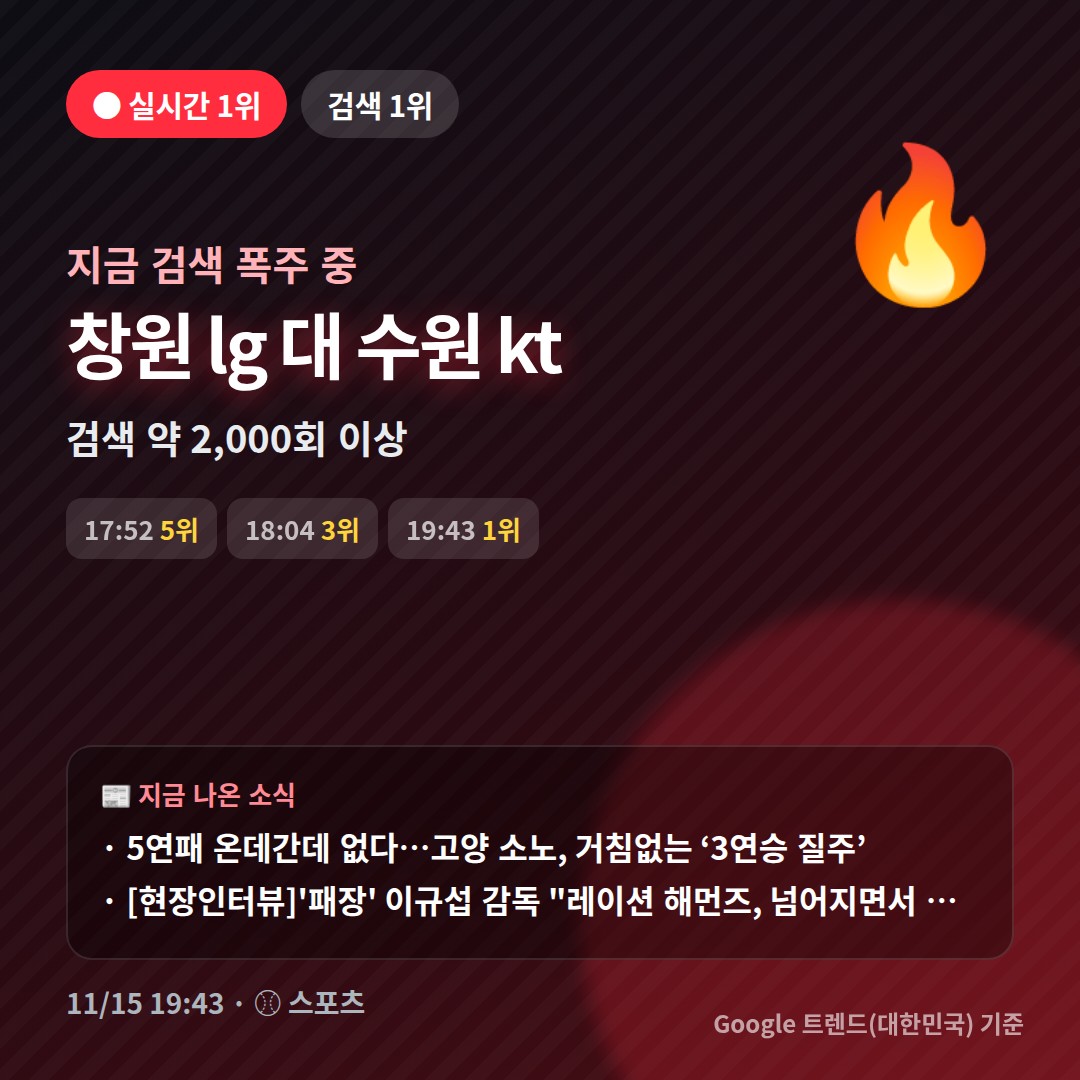 실시간 1위 검색 1위
지금 검색 폭주 중
창원 lg 대 수원 kt
검색 약 2,000회 이상
17:52 5위 18:04 3위 19:43 1위
지금 나온 소식
· 5연패 온데간데 없다…고양 소노, 거침없는 ‘3연승 질주’
· [현장인터뷰]'패장' 이규섭 감독 "레이션 해먼즈, 넘어지면서 …
11/15 19:43 · ⚾ 스포츠
Google 트렌드(대한민국) 기준